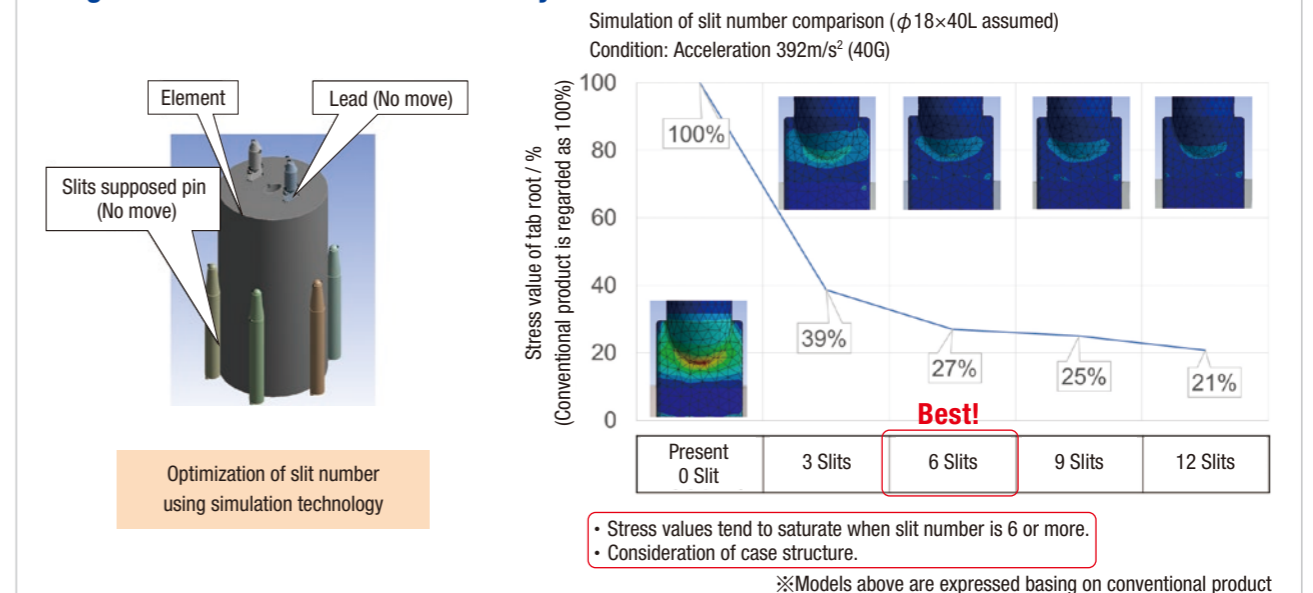 Simulation of slit number comparison (ϕ18×40L assumed)
Condition: Acceleration 392m/s² (40G)
Element
Lead (No move)
Slits supposed pin
(No move)
Optimization of slit number
using simulation technology
Stress value of tab root / %
(Conventional product is regarded as 100%)
100
80
60
40
20
0
100%
39%
27%
25%
21%
Best!
Present
0 Slit
3 Slits
6 Slits
9 Slits
12 Slits
・Stress values tend to saturate when slit number is 6 or more.
・Consideration of case structure.
※Models above are expressed basing on conventional product